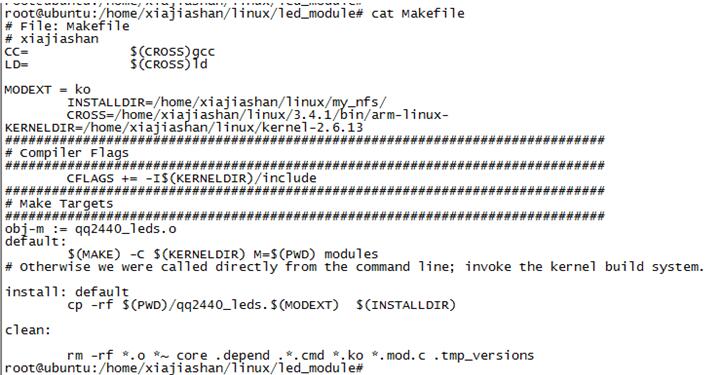 root@ubuntu:/home/xiajiashan/linux/led_module# cat Makefile
# File: Makefile
# xiajiashan
CC= $(CROSS)gcc
LD= $(CROSS)ld
MODEXT = ko
INSTALLDIR=/home/xiajiashan/linux/my_nfs/
CROSS=/home/xiajiashan/linux/3.4.1/bin/arm-linux-
KERNELDIR=/home/xiajiashan/linux/kernel-2.6.13
###########################################################################
# Compiler Flags
###########################################################################
CFLAGS += -I$(KERNELDIR)/include
###########################################################################
# Make Targets
###########################################################################
obj-m := qq2440_leds.o
default:
$(MAKE) -C $(KERNELDIR) M=$(PWD) modules
# Otherwise we were called directly from the command line; invoke the kernel build system.
install: default
cp -rf $(PWD)/qq2440_leds.$(MODEXT) $(INSTALLDIR)
clean:
rm -rf *.o *~ core .depend .*.cmd *.ko *.mod.c .tmp_versions
root@ubuntu:/home/xiajiashan/linux/led_module#